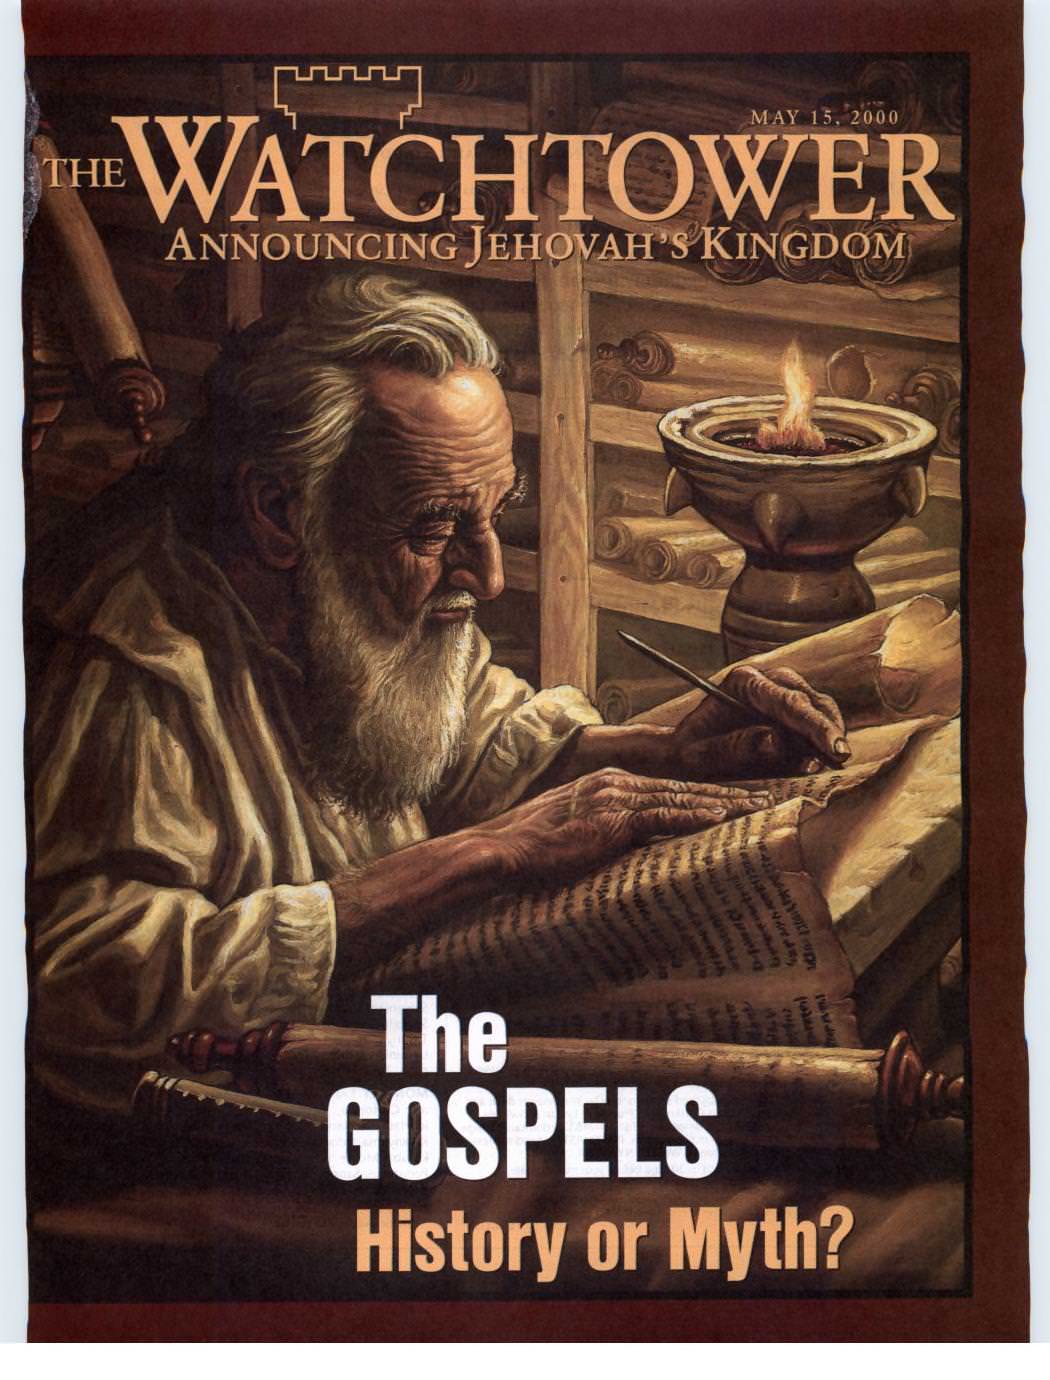 MAY 15, 2000
THE WATCHTOWER
ANNOUNCING JEHOVAH'S KINGDOM
The
GOSPELS
History or Myth?